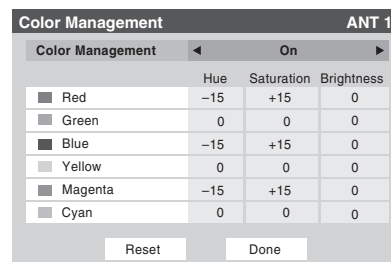 Color Management ANT 1
Color Management ◀ On ▶
Hue Saturation Brightness
Red −15 +15 0
Green 0 0 0
Blue −15 +15 0
Yellow 0 0 0
Magenta −15 +15 0
Cyan 0 0 0
Reset Done